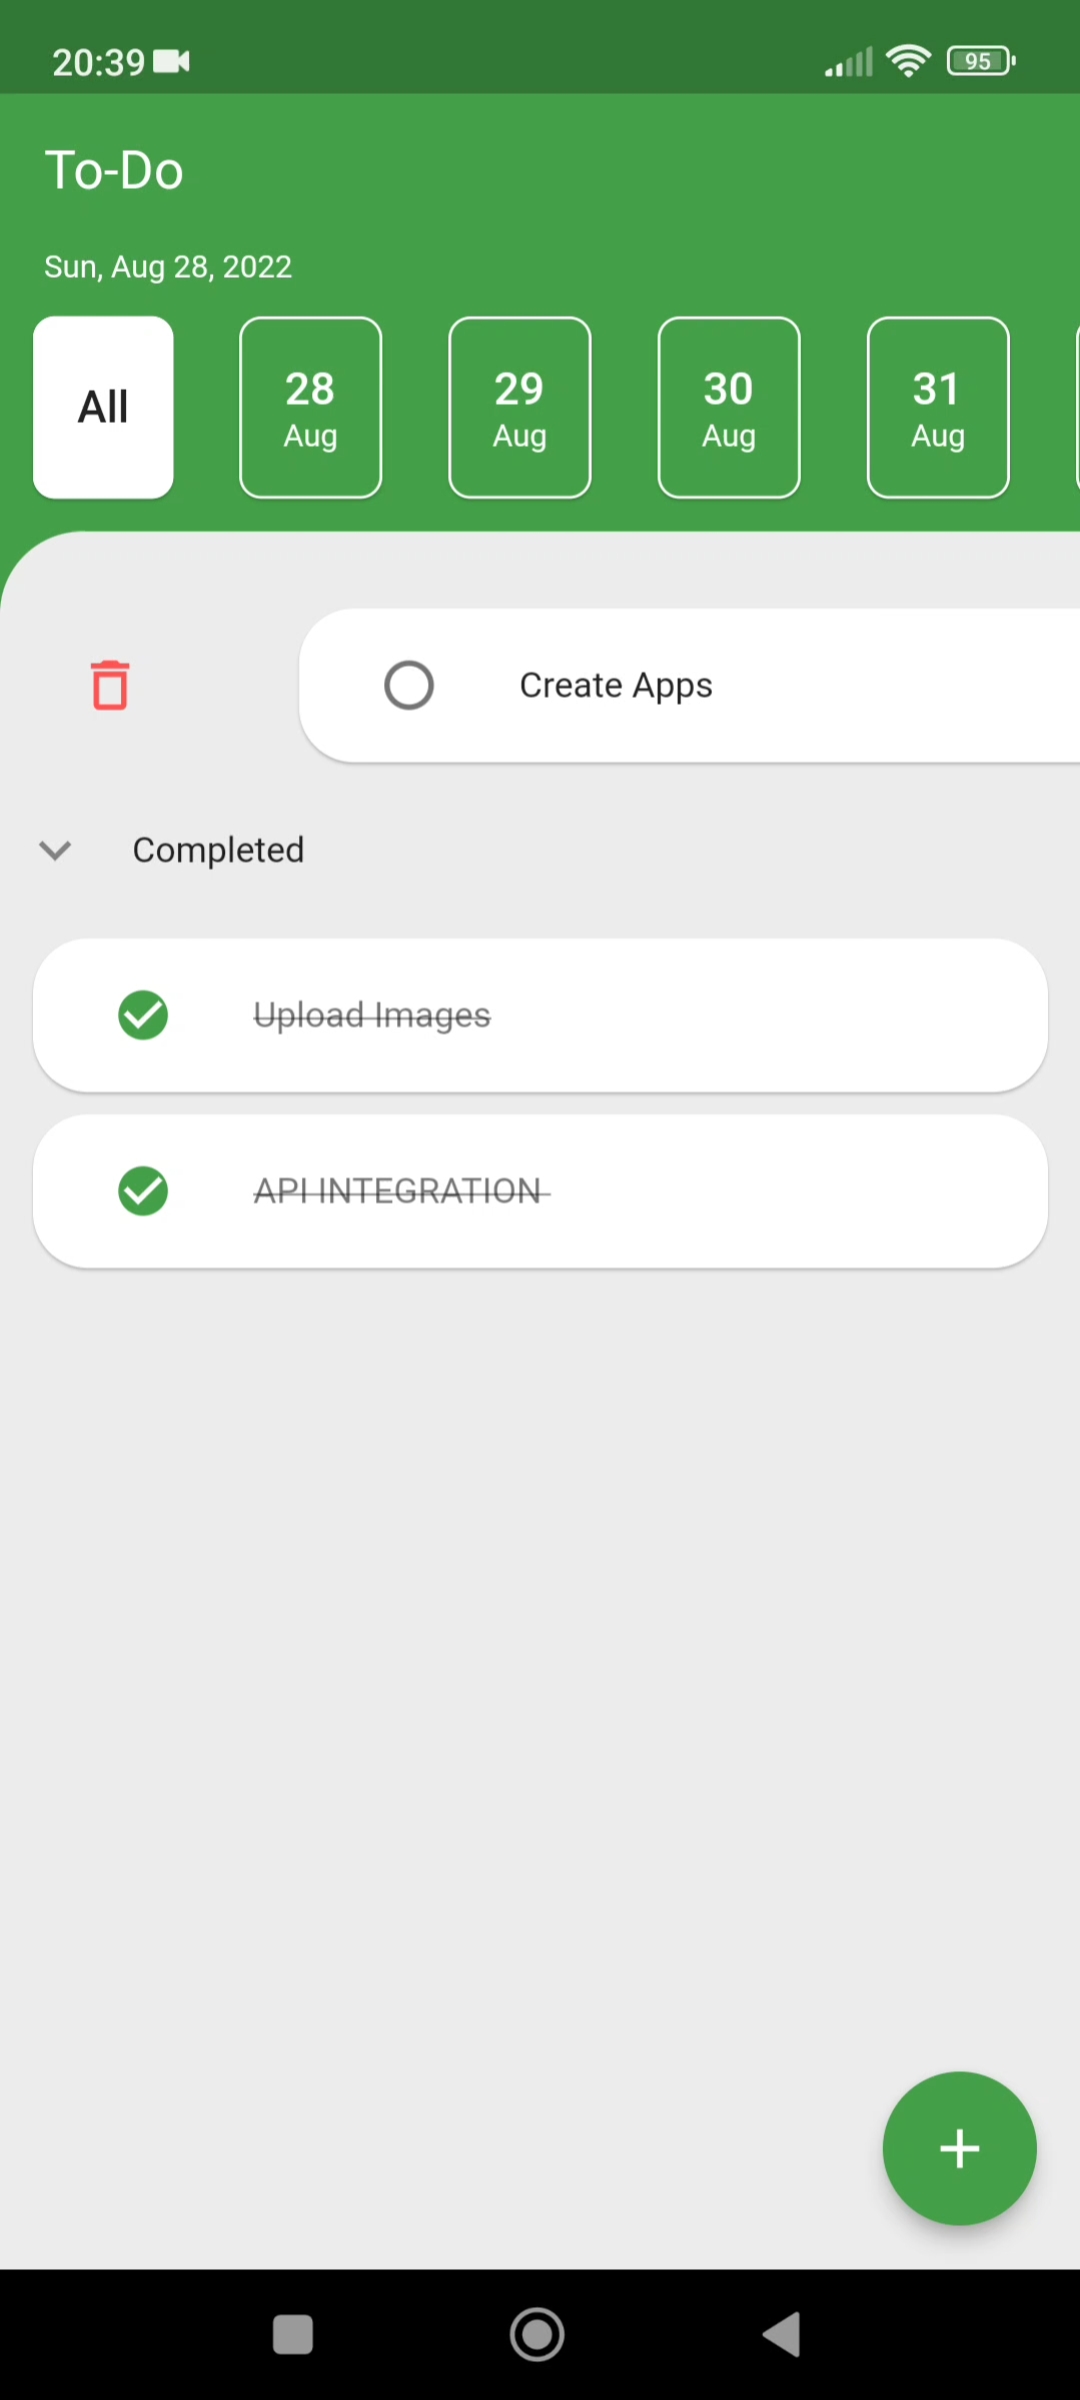 20:39
95
To-Do
Sun, Aug 28, 2022
All
28
Aug
29
Aug
30
Aug
31
Aug
Create Apps
Completed
Upload Images
API INTEGRATION